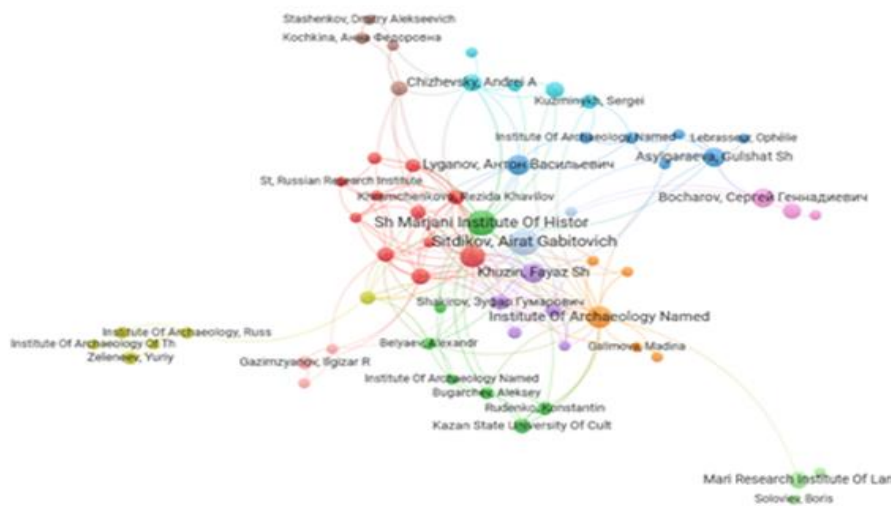 Stashenkov, Dmitry Alekseevich
Kochkina, Анна Федоровна
Chizhevsky, Andrei A
Kuzminykh, Sergei
Institute Of Archaeology Named
Lebrasseur, Ophélie
Asylgaraeva, Gulshat Sh
Lyganov, Антон Васильевич
St, Russian Research Institute
Khramchenkova, Rezida Khavilov
Bocharov, Сергей Геннадиевич
Sh Marjani Institute Of Histor
Sitdikov, Airat Gabitovich
Khuzin, Fayaz Sh
Shakirov, Зуфар Гумарович
Institute Of Archaeology Named
Institute Of Archaeology, Russ
Institute Of Archaeology Of Th
Zeleneev, Yuriy
Belyaev, Alexandr
Galimova, Madina
Gazimzyanov, Ilgizar R
Institute Of Archaeology Named
Bugarchev, Aleksey
Rudenko, Konstantin
Kazan State University Of Cult
Mari Research Institute Of Lan
Soloviev, Boris